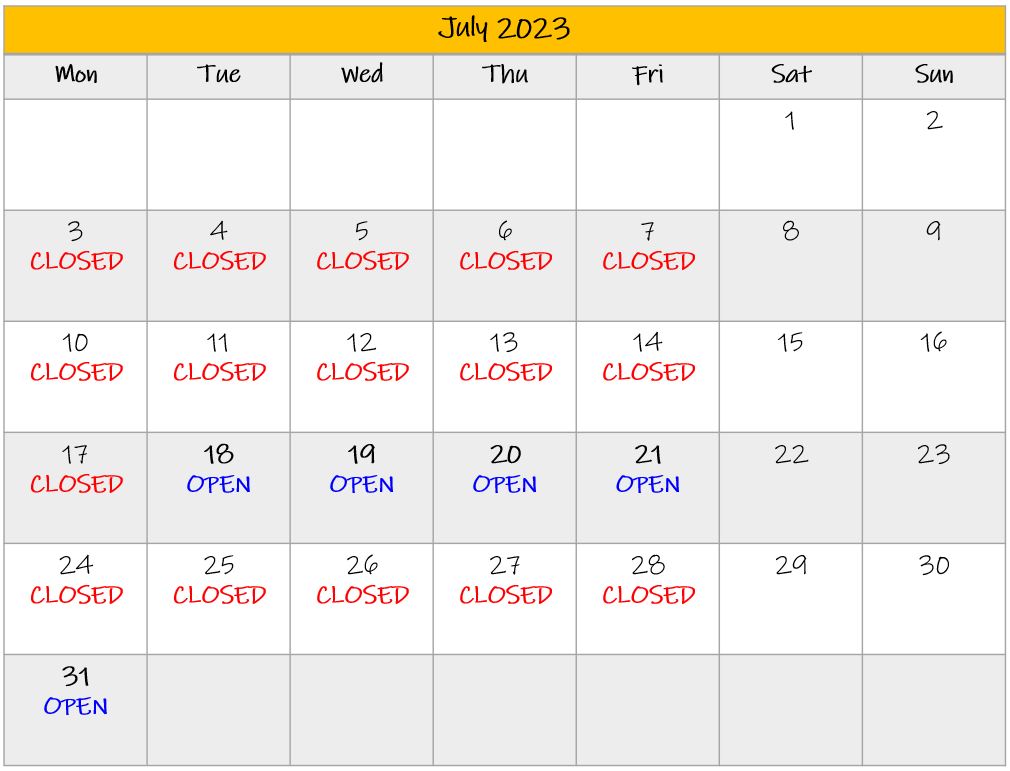 July 2023
Mon Tue Wed Thu Fri Sat Sun
1 2
3 4 5 6 7 8 9
CLOSED CLOSED CLOSED CLOSED CLOSED
10 11 12 13 14 15 16
CLOSED CLOSED CLOSED CLOSED CLOSED
17 18 19 20 21 22 23
CLOSED OPEN OPEN OPEN OPEN
24 25 26 27 28 29 30
CLOSED CLOSED CLOSED CLOSED CLOSED
31
OPEN